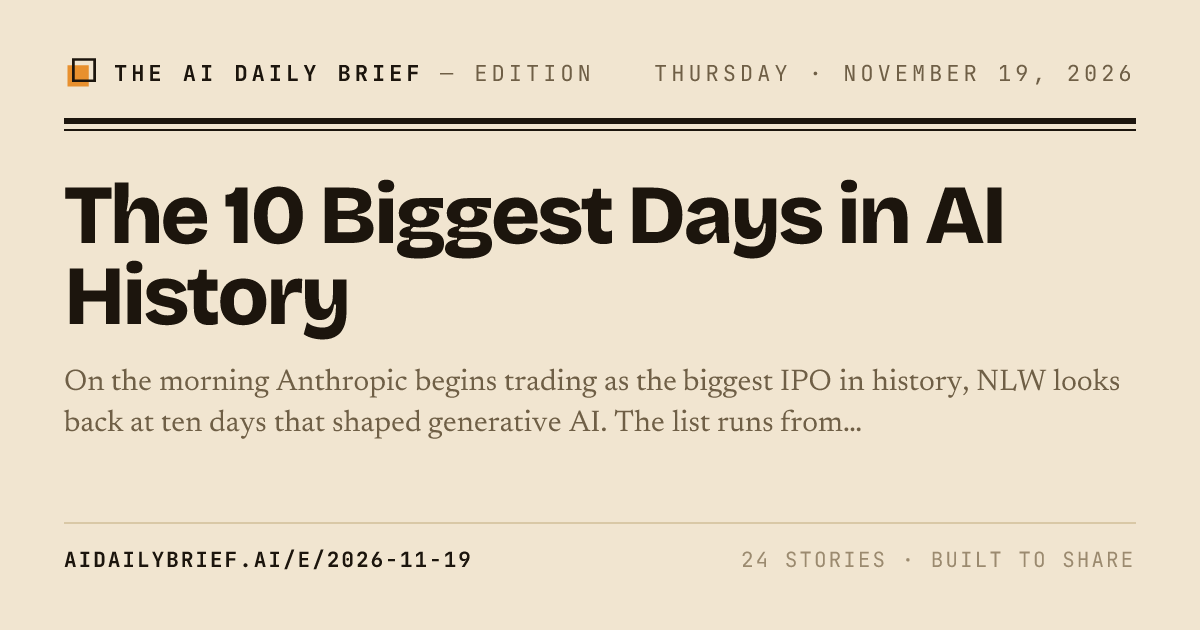 THE AI DAILY BRIEF — EDITION THURSDAY · NOVEMBER 19, 2026
The 10 Biggest Days in AI
History
On the morning Anthropic begins trading as the biggest IPO in history, NLW looks
back at ten days that shaped generative AI. The list runs from...
AIDAILYBRIEF.AI/E/2026-11-19 24 STORIES · BUILT TO SHARE